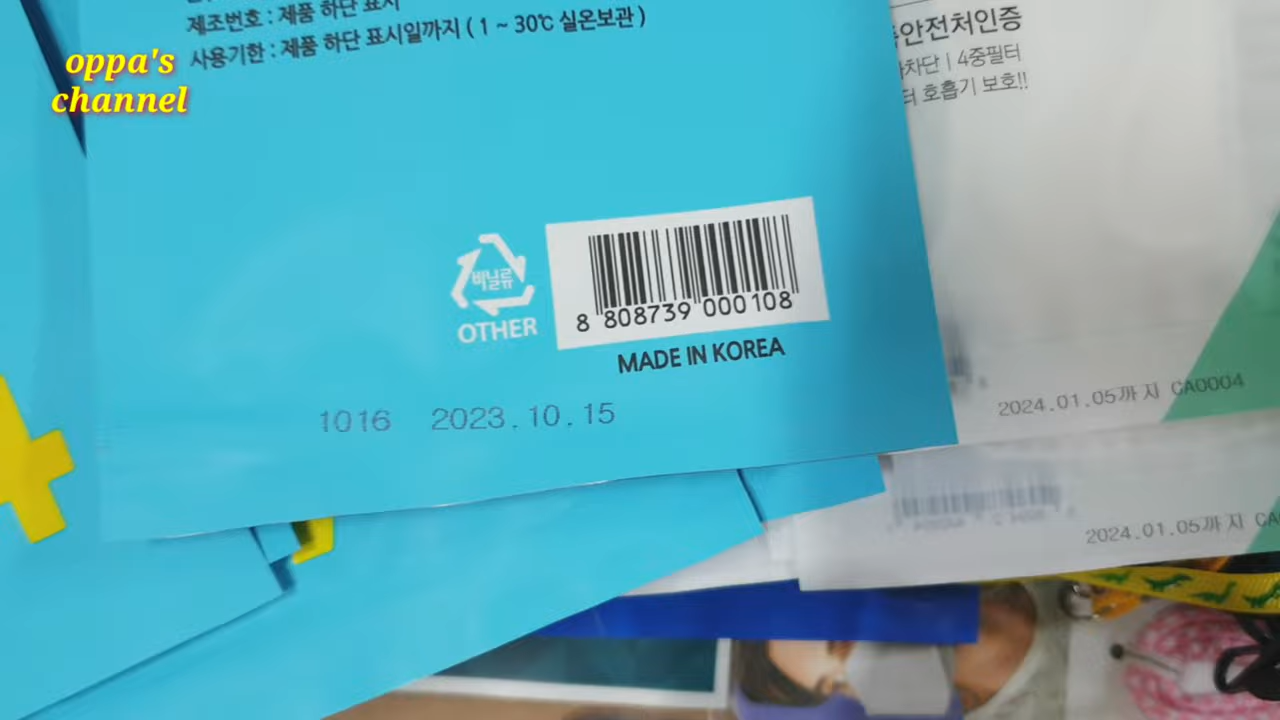 oppa's
channel
제조번호 : 제품 하단 표시
사용기한 : 제품 하단 표시일까지 ( 1 ~ 30℃ 실온보관 )
안전처인증
차단 | 4중필터
터 호흡기 보호!!
비닐류
OTHER
8 808739 000108
MADE IN KOREA
1016 2023.10.15
2024.01.05까지 CA0004
2024.01.05까지 CA